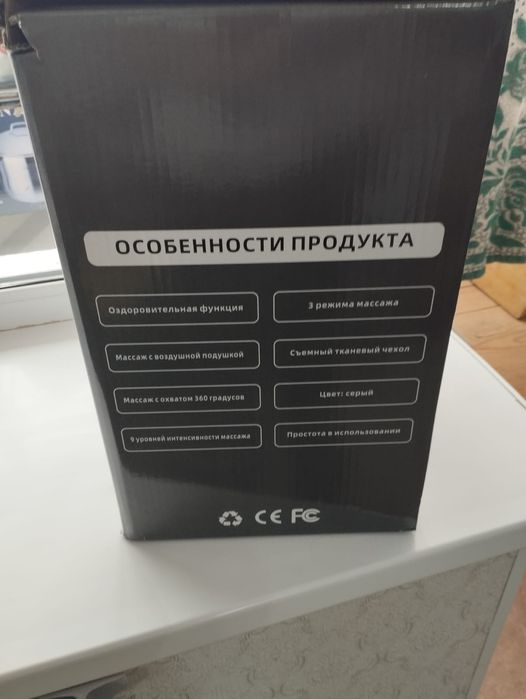 ОСОБЕННОСТИ ПРОДУКТА
Оздоровительная функция
3 режима массажа
Массаж с воздушной подушкой
Съемный тканевый чехол
Массаж с охватом 360 градусов
Цвет: серый
9 уровней интенсивности массажа
Простота в использовании
CE FC